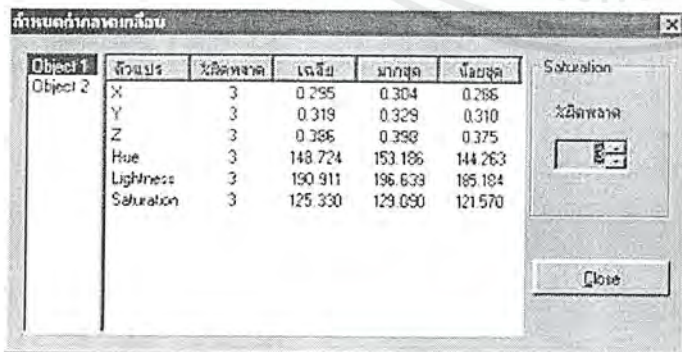 กำหนดค่าคลาดเคลื่อน
Object 1
Object 2
ตัวแปร %ผิดพลาด เฉลี่ย มากสุด น้อยสุด
X 3 0.295 0.304 0.286
Y 3 0.319 0.329 0.310
Z 3 0.386 0.398 0.375
Hue 3 148.724 153.186 144.263
Lightness 3 190.911 196.639 185.184
Saturation 3 125.330 129.090 121.570
Saturation
%ผิดพลาด
3
Close